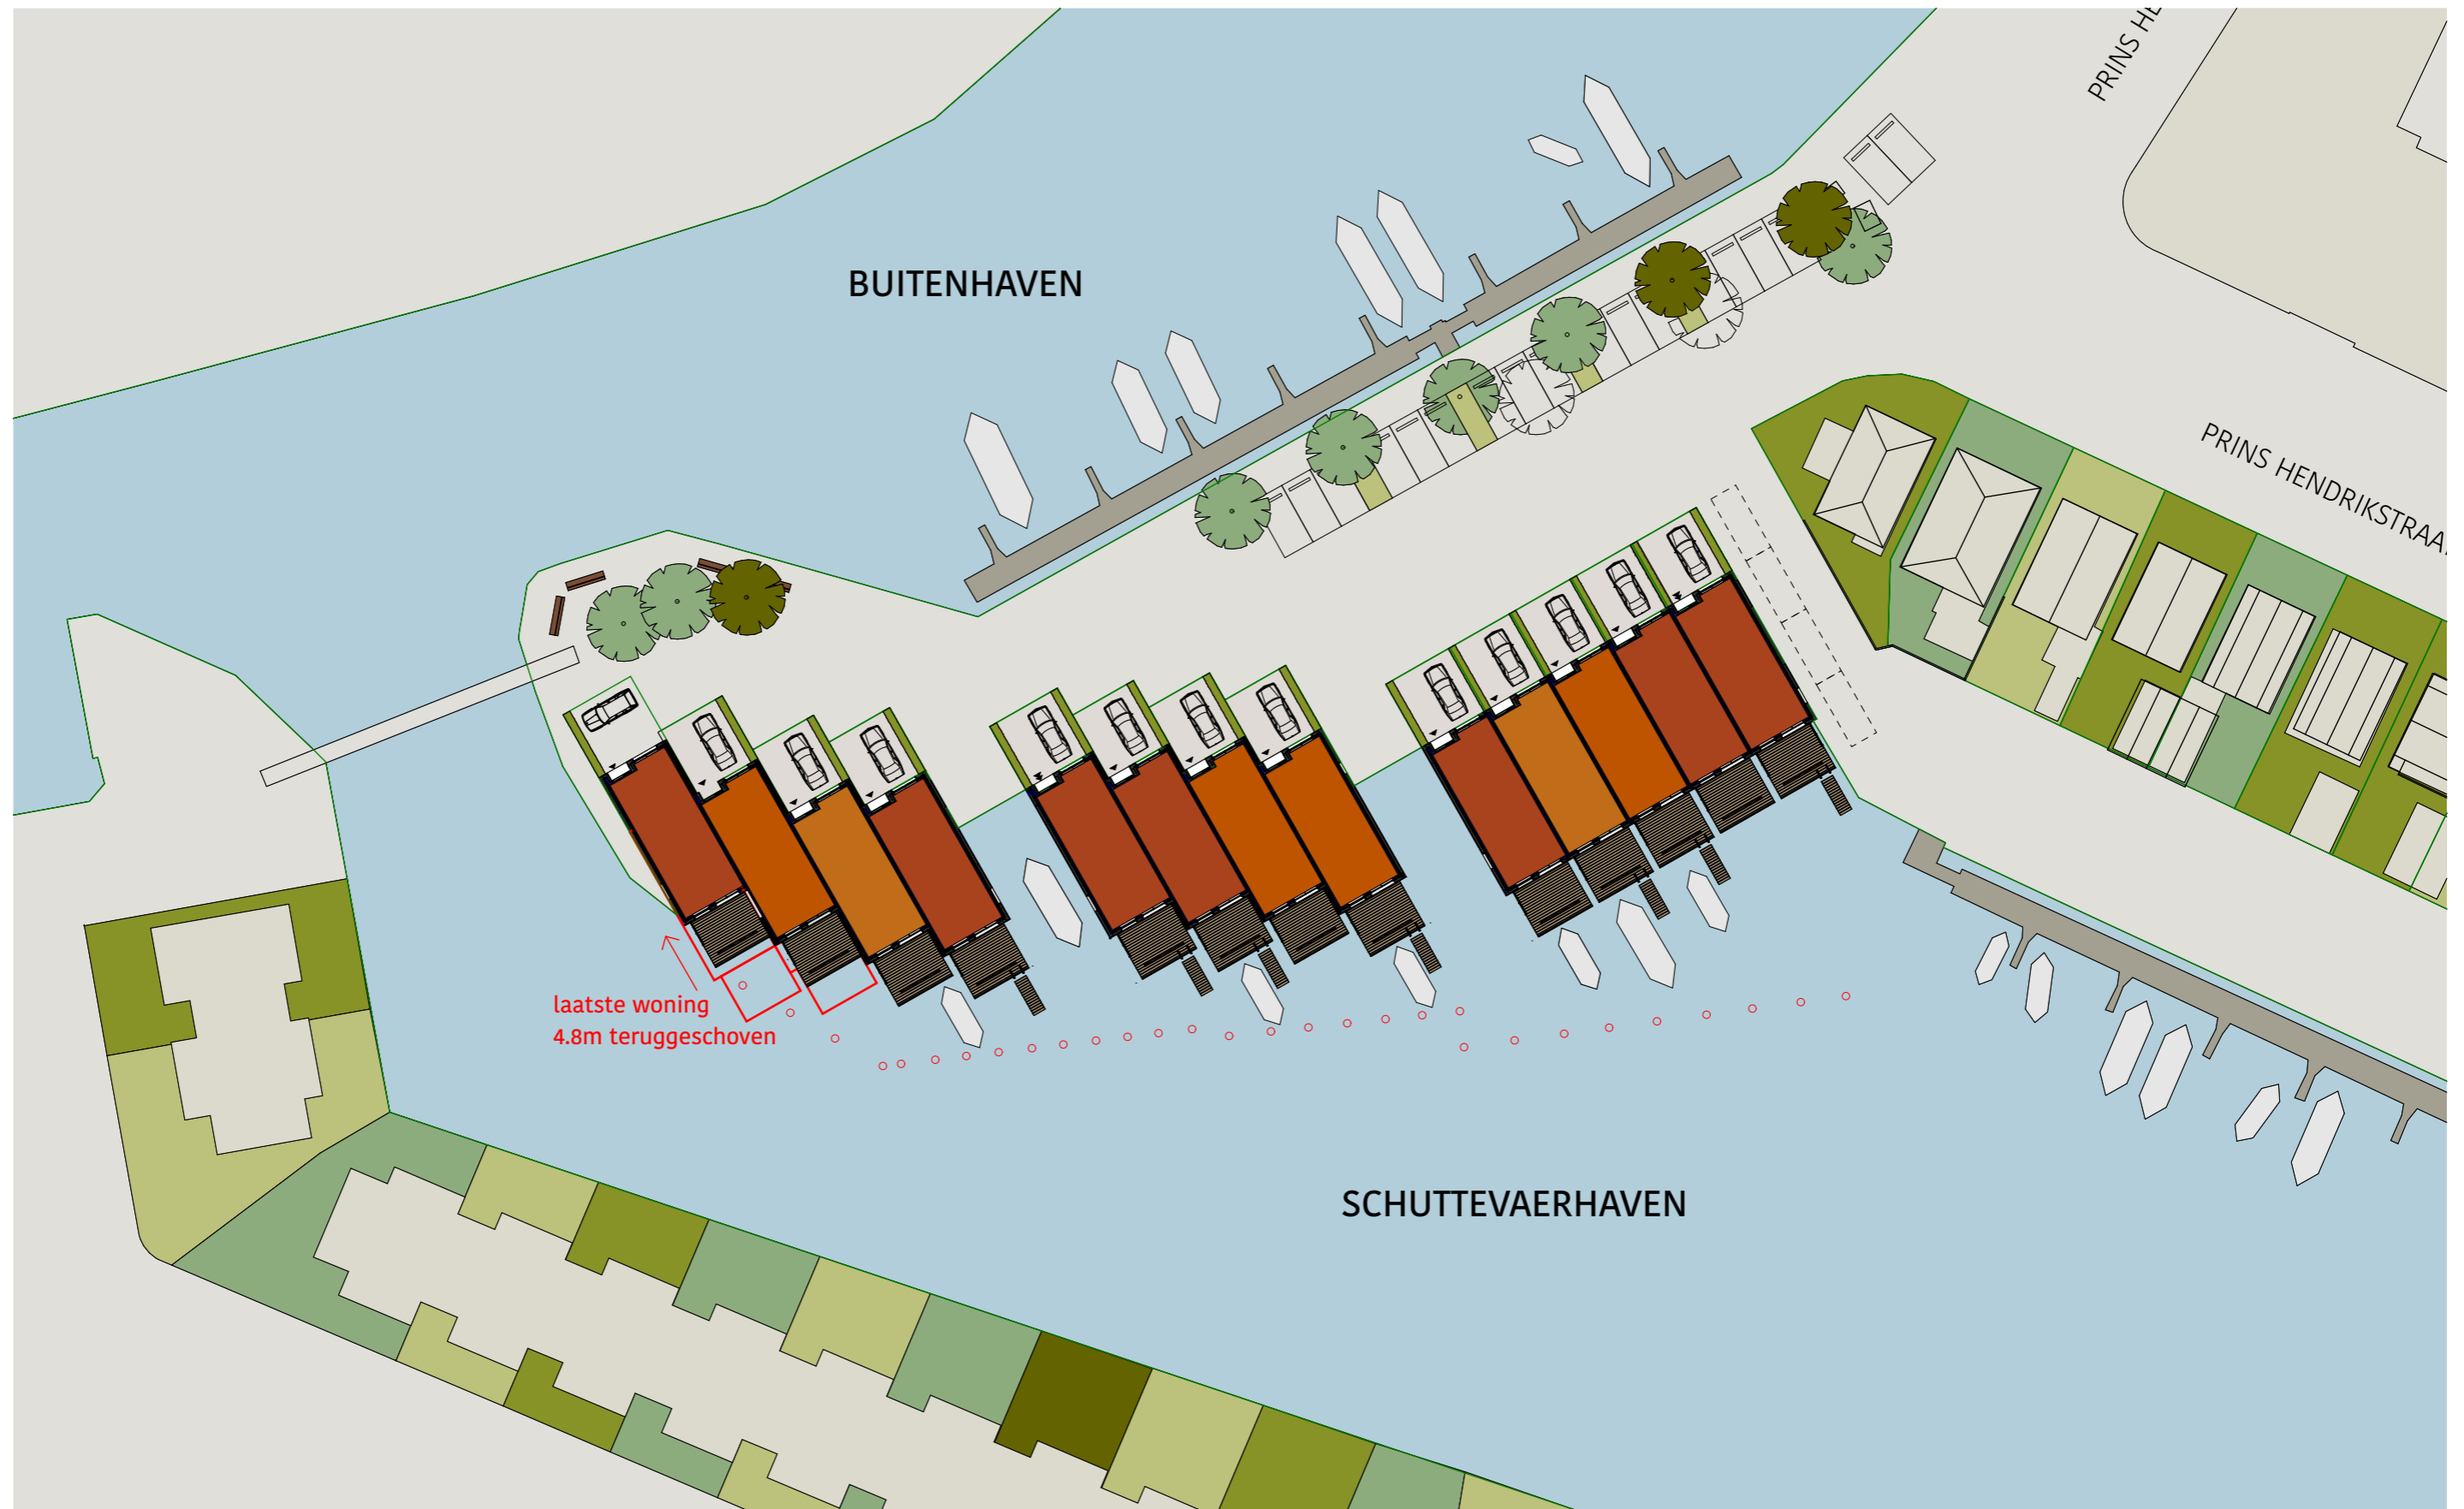 PRINS HE
BUITENHAVEN
PRINS HENDRIKSTRAA
laatste woning
4.8m teruggeschoven
SCHUTTEVAERHAVEN